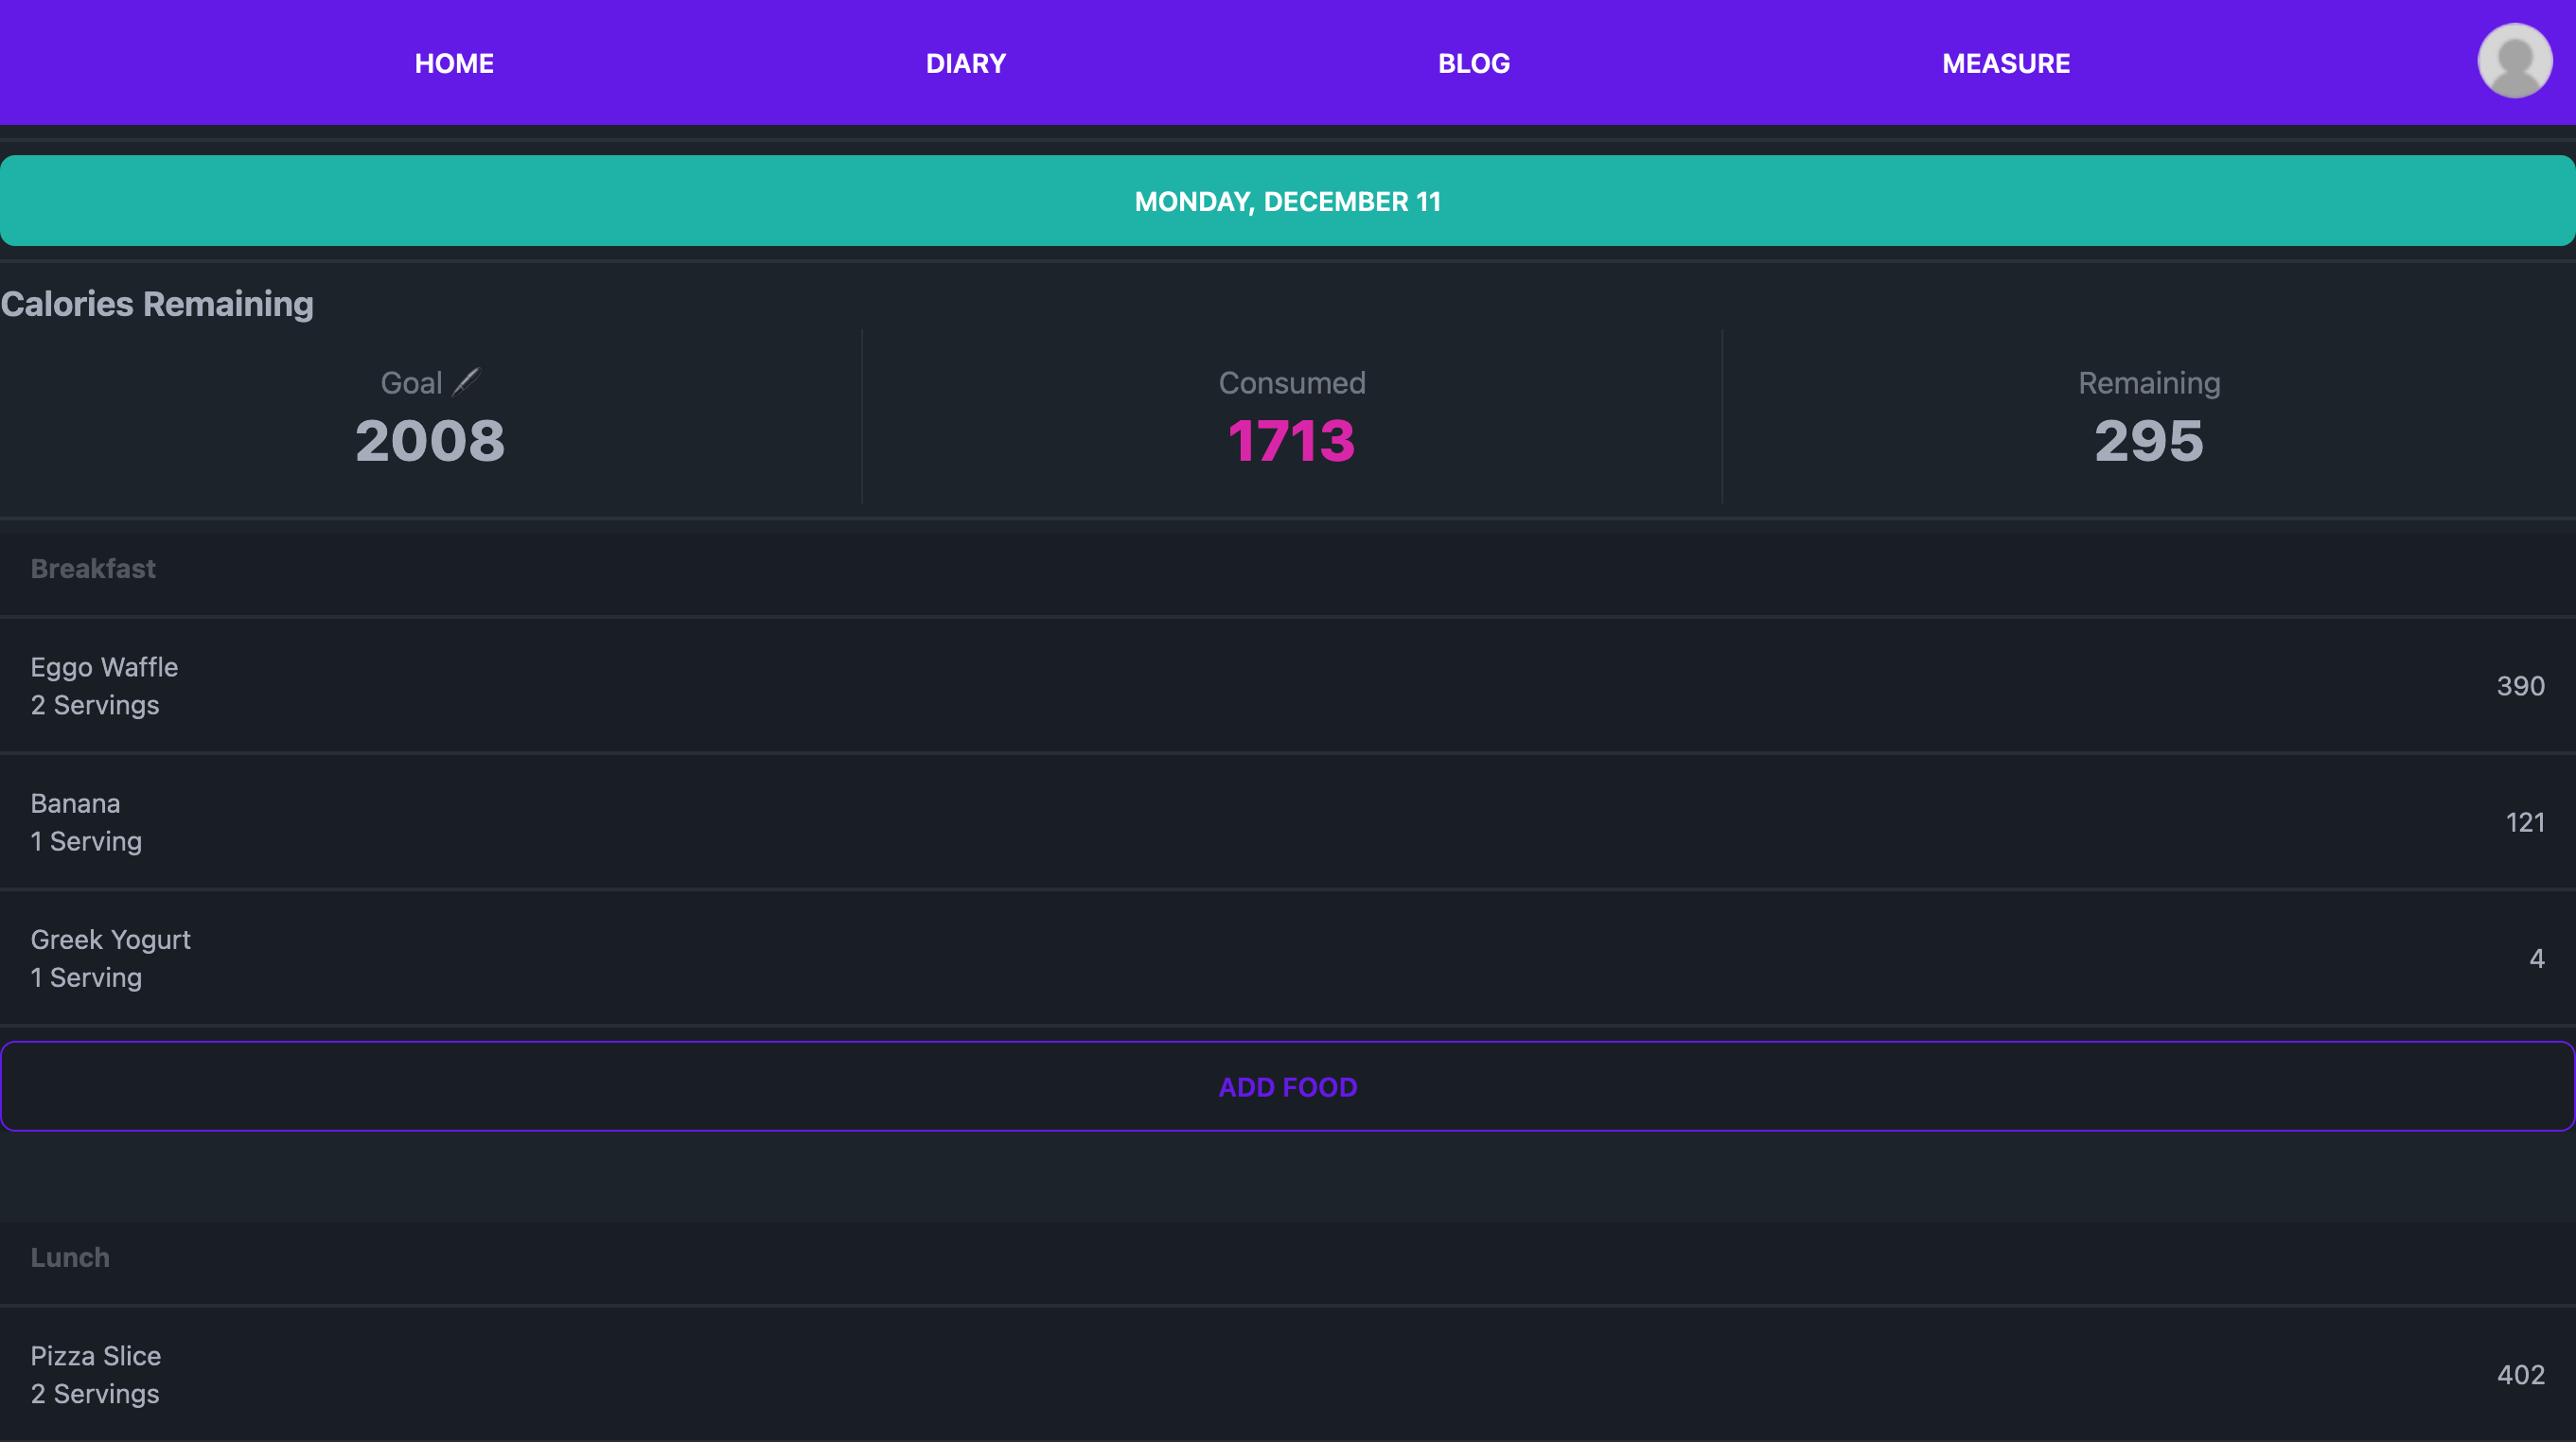 HOME DIARY BLOG MEASURE
MONDAY, DECEMBER 11
Calories Remaining
Goal Consumed Remaining
2008 1713 295
Breakfast
Eggo Waffle
2 Servings
390
Banana
1 Serving
121
Greek Yogurt
1 Serving
4
ADD FOOD
Lunch
Pizza Slice
2 Servings
402